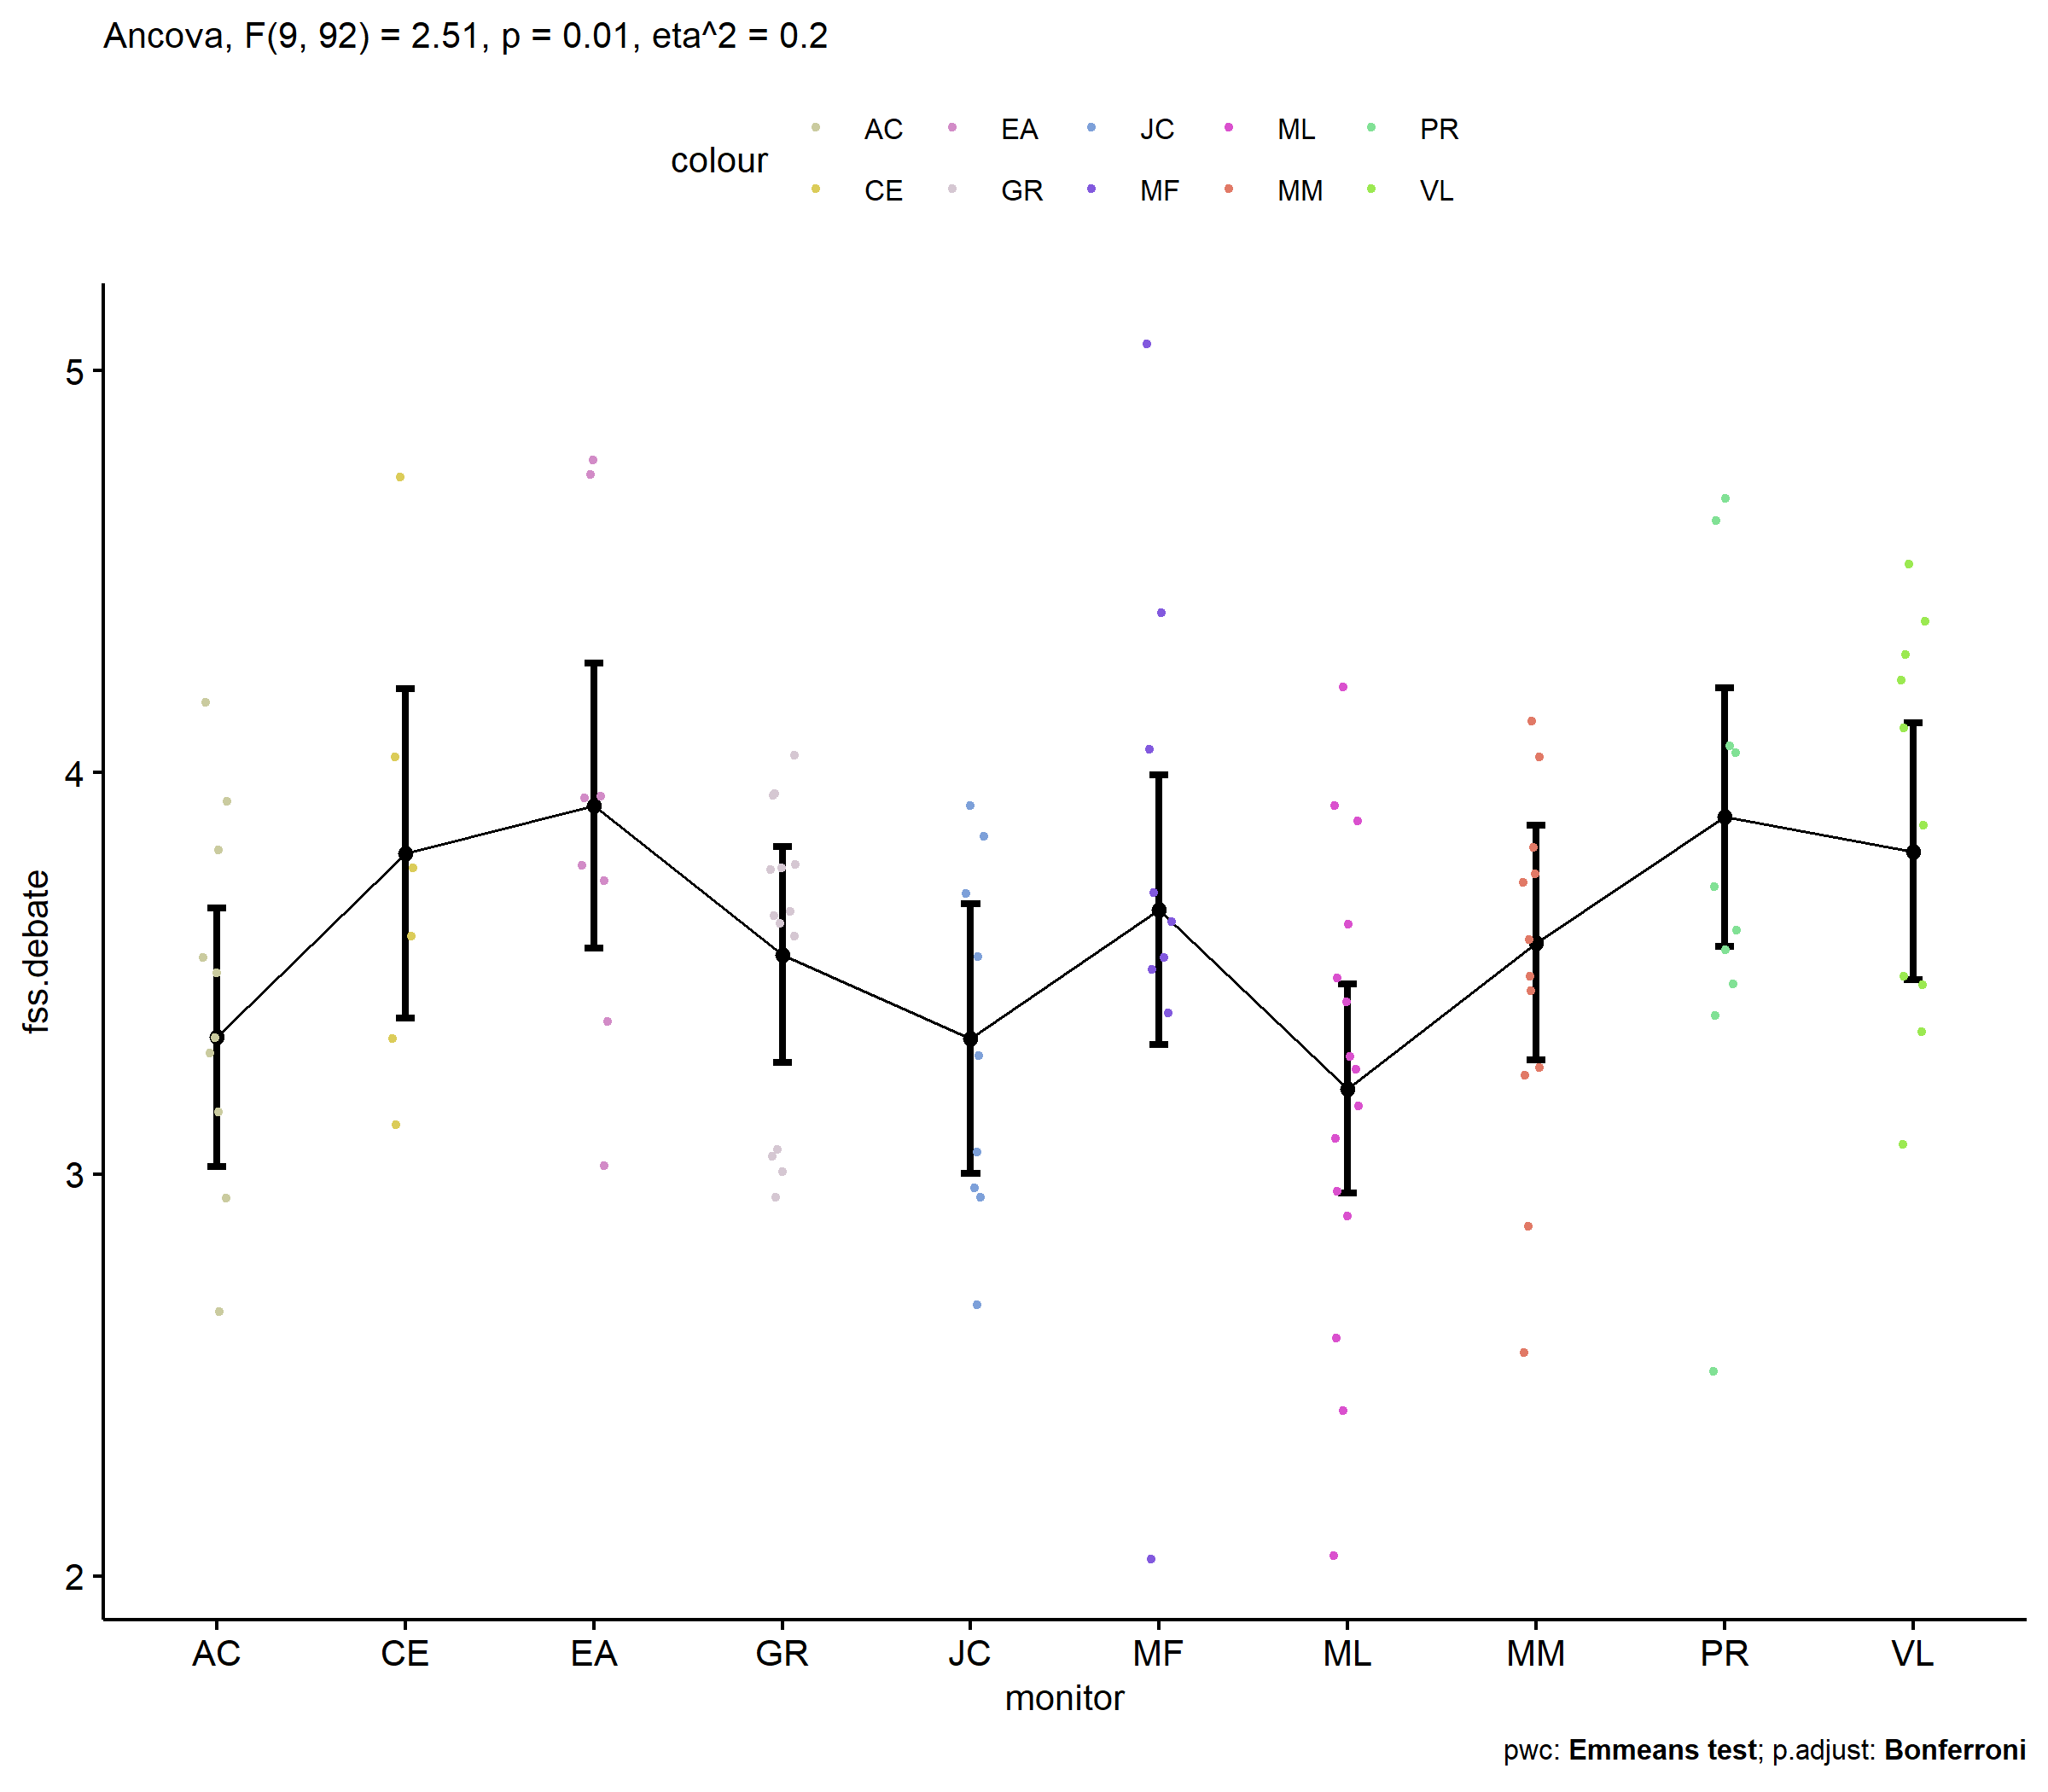 Ancova, F(9, 92) = 2.51, p = 0.01, eta^2 = 0.2
colour
AC EA JC ML PR
CE GR MF MM VL
fss.debate
5
4
3
2
AC CE EA GR JC MF ML MM PR VL
monitor
pwc: Emmeans test; p.adjust: Bonferroni